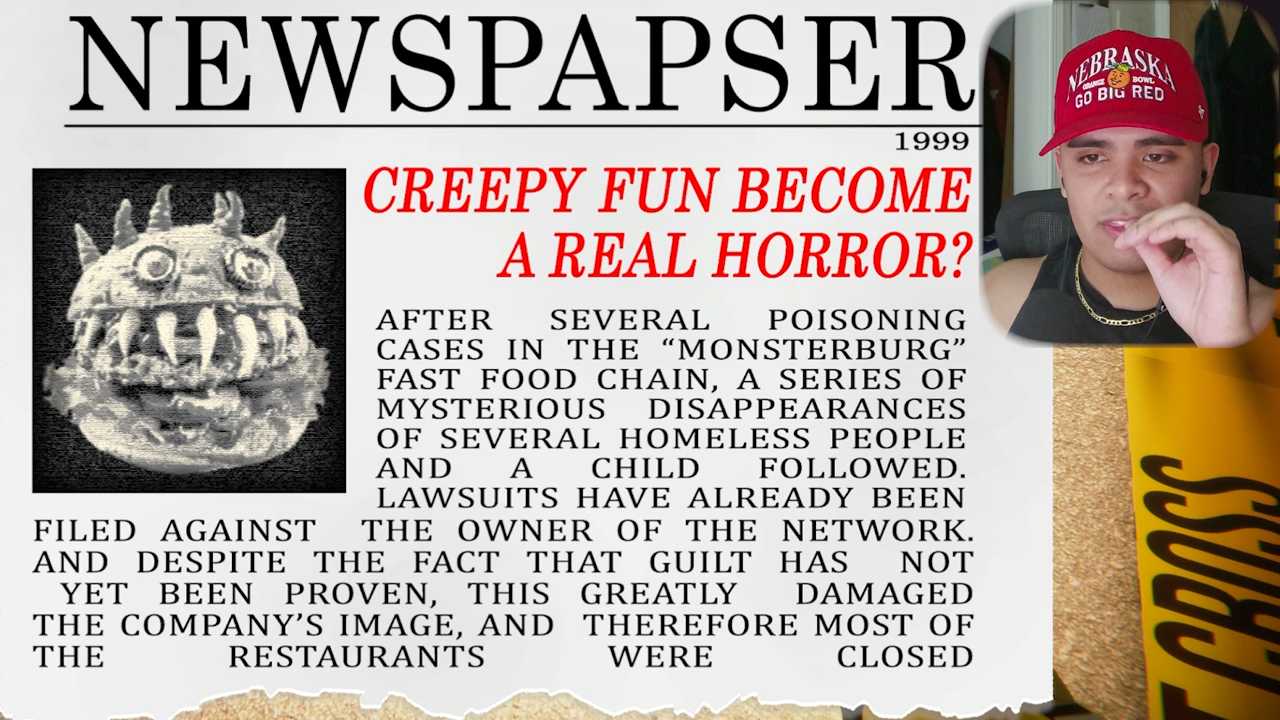 NEWSPAPSER
1999
CREEPY FUN BECOME
A REAL HORROR?
AFTER SEVERAL POISONING
CASES IN THE “MONSTERBURG”
FAST FOOD CHAIN, A SERIES OF
MYSTERIOUS DISAPPEARANCES
OF SEVERAL HOMELESS PEOPLE
AND A CHILD FOLLOWED.
LAWSUITS HAVE ALREADY BEEN
FILED AGAINST THE OWNER OF THE NETWORK.
AND DESPITE THE FACT THAT GUILT HAS NOT
YET BEEN PROVEN, THIS GREATLY DAMAGED
THE COMPANY’S IMAGE, AND THEREFORE MOST OF
THE RESTAURANTS WERE CLOSED
NEBRASKA
ORANGE BOWL
GO BIG RED
CROSS